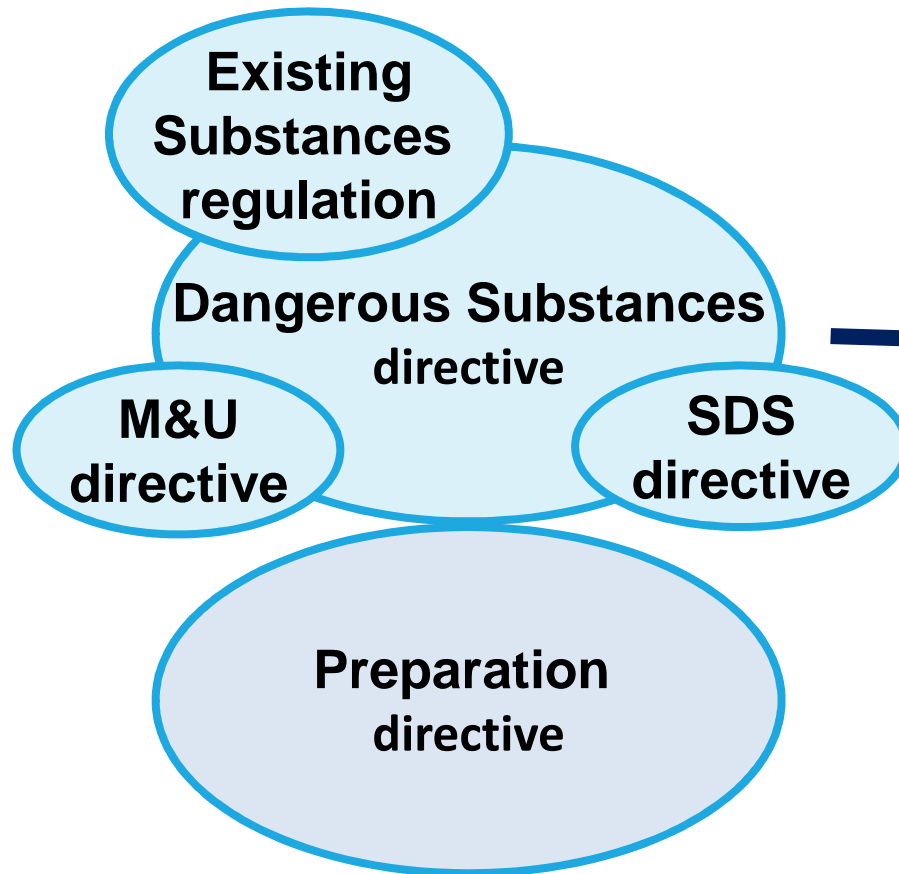 Existing
Substances
regulation
Dangerous Substances
directive
M&U
directive
SDS
directive
Preparation
directive